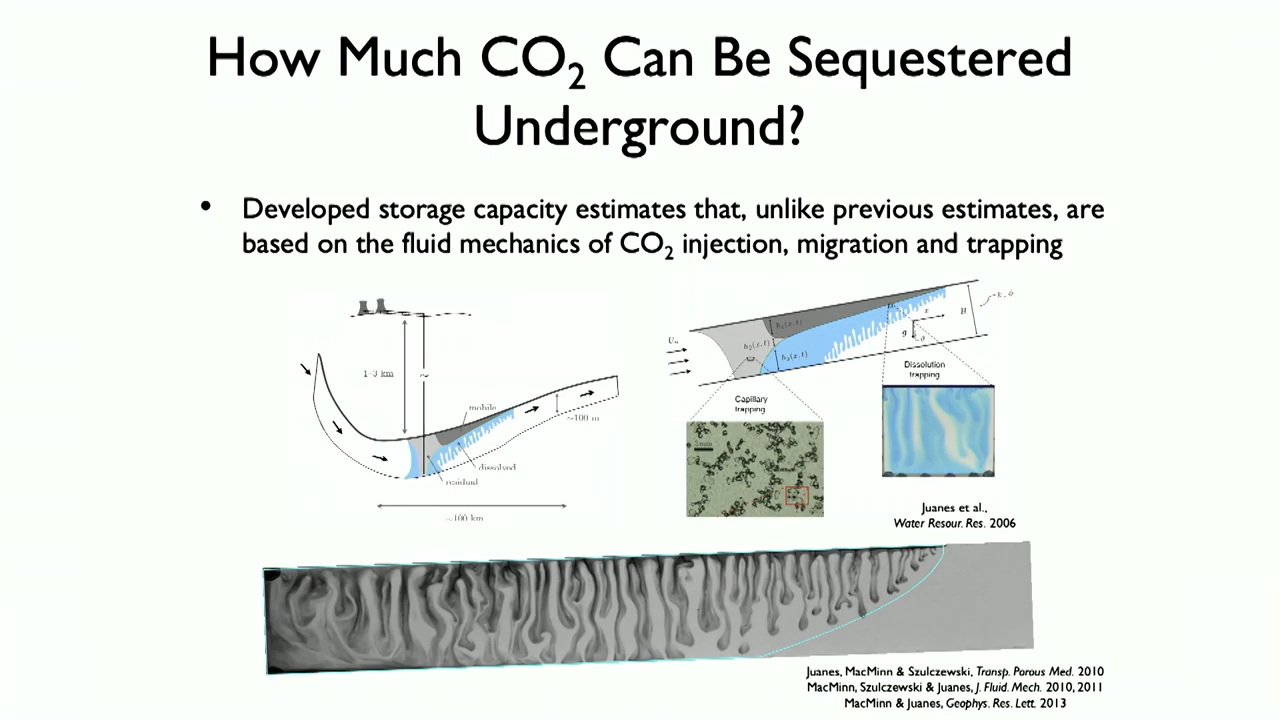 How Much CO₂ Can Be Sequestered
Underground?
• Developed storage capacity estimates that, unlike previous estimates, are
based on the fluid mechanics of CO₂ injection, migration and trapping
1–3 km
mobile
~100 m
dissolved
residual
~100 km
h₁(x,t)
h₂(x,t)
h₃(x,t)
x
g
H
Capillary
trapping
Dissolution
trapping
Juanes et al.,
Water Resour. Res. 2006
Juanes, MacMinn & Szulczewski, Transp. Porous Med. 2010
MacMinn, Szulczewski & Juanes, J. Fluid. Mech. 2010, 2011
MacMinn & Juanes, Geophys. Res. Lett. 2013